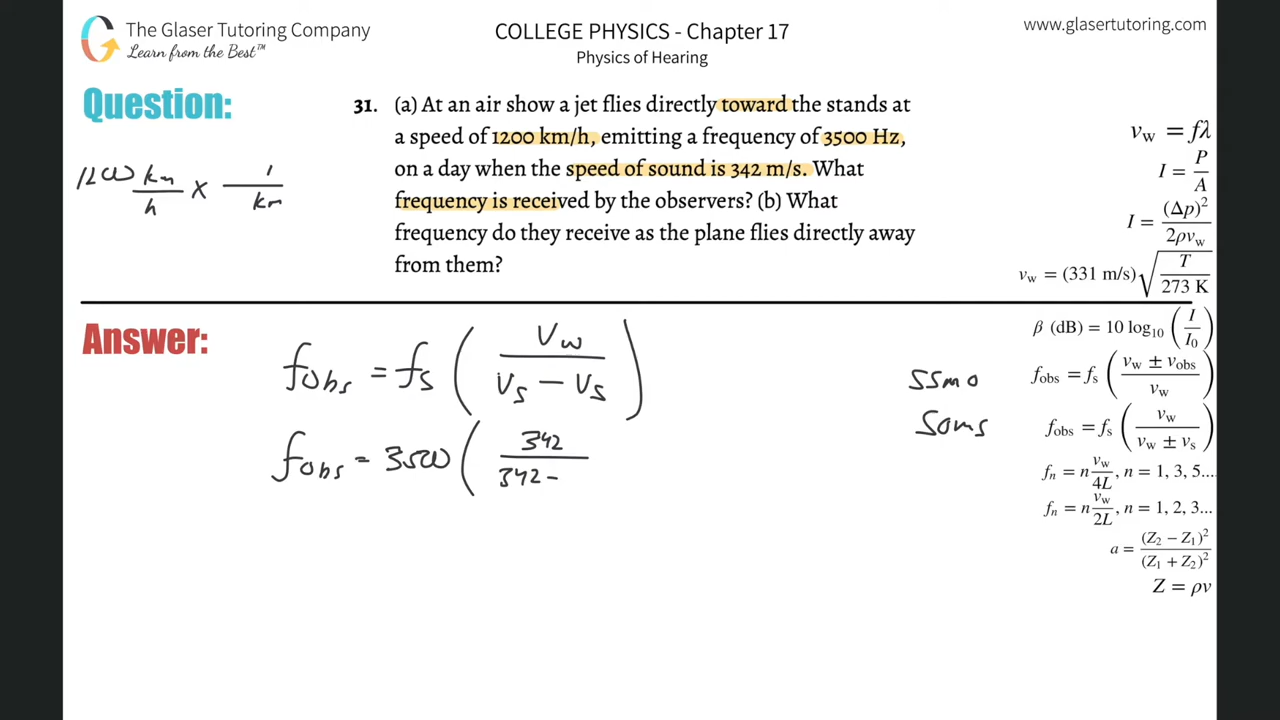 The Glaser Tutoring Company
Learn from the Best™
COLLEGE PHYSICS - Chapter 17
Physics of Hearing
www.glasertutoring.com
Question:
31. (a) At an air show a jet flies directly toward the stands at
a speed of 1200 km/h, emitting a frequency of 3500 Hz,
on a day when the speed of sound is 342 m/s. What
frequency is received by the observers? (b) What
frequency do they receive as the plane flies directly away
from them?
1200 km/h × 1/km
Answer:
f_obs = f_s ( V_w / V_s − V_s )
f_obs = 3500 ( 342 / 342 −
ssmo
soms
v_w = fλ
I = P/A
I = (Δp)²/2ρv_w
v_w = (331 m/s)√(T/273 K)
β (dB) = 10 log₁₀ (I/I₀)
f_obs = f_s (v_w ± v_obs / v_w)
f_obs = f_s (v_w / v_w ± v_s)
f_n = n v_w/4L, n = 1, 3, 5...
f_n = n v_w/2L, n = 1, 2, 3...
a = (Z₂ − Z₁)²/(Z₁ + Z₂)²
Z = ρv